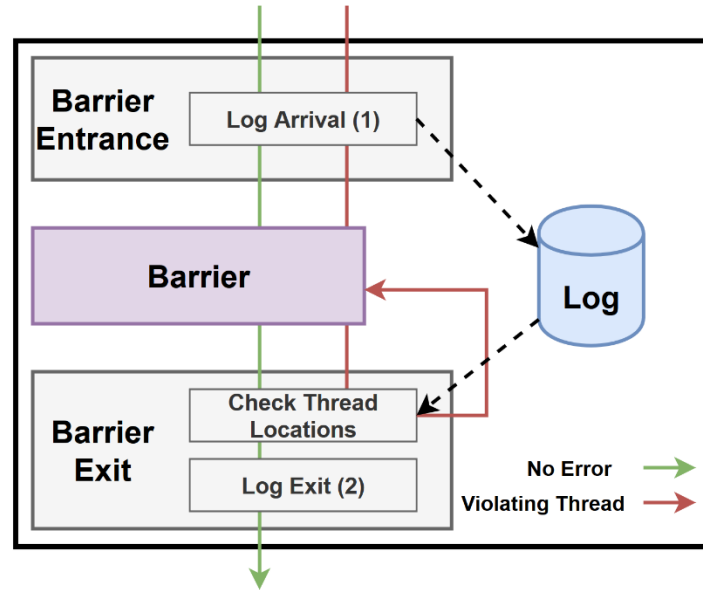 Barrier
Entrance
Log Arrival (1)
Barrier
Log
Barrier
Exit
Check Thread
Locations
Log Exit (2)
No Error
Violating Thread